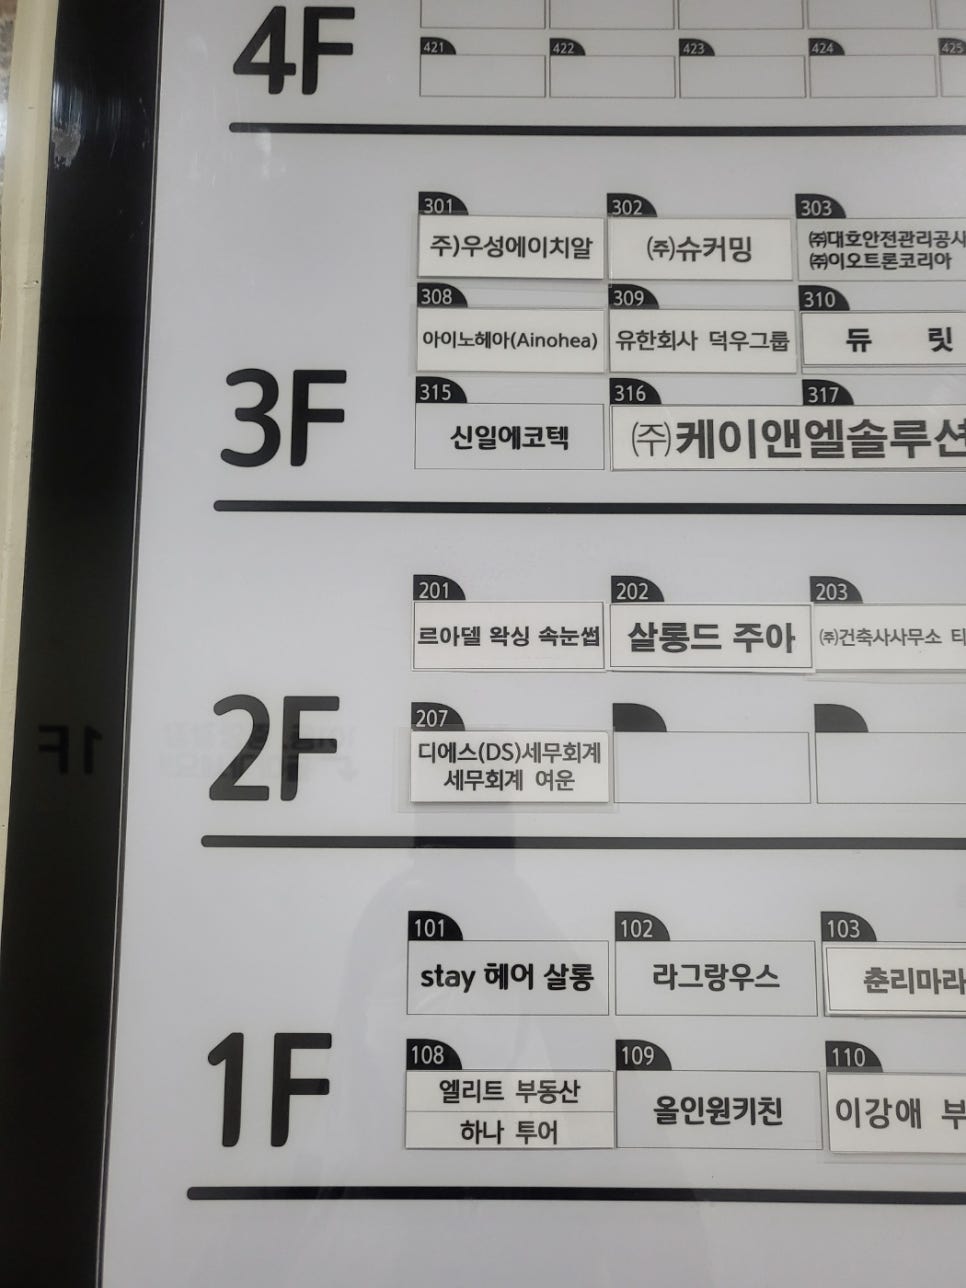 4F
421 422 423 424 425
301 302 303
주)우성에이치알 ㈜슈커밍 ㈜대호안전관리공사
㈜이오트론코리아
308 309 310
아이노헤아(Ainohea) 유한회사 덕우그룹 듀 릿
3F
315 316 317
신일에코텍 ㈜케이앤엘솔루션
201 202 203
르아델 왁싱 속눈썹 살롱드 주아 ㈜건축사사무소 티
2F
207
디에스(DS)세무회계
세무회계 여운
101 102 103
stay 헤어 살롱 라그랑우스 춘리마라
1F
108 109 110
엘리트 부동산
하나 투어
올인원키친 이강애 부